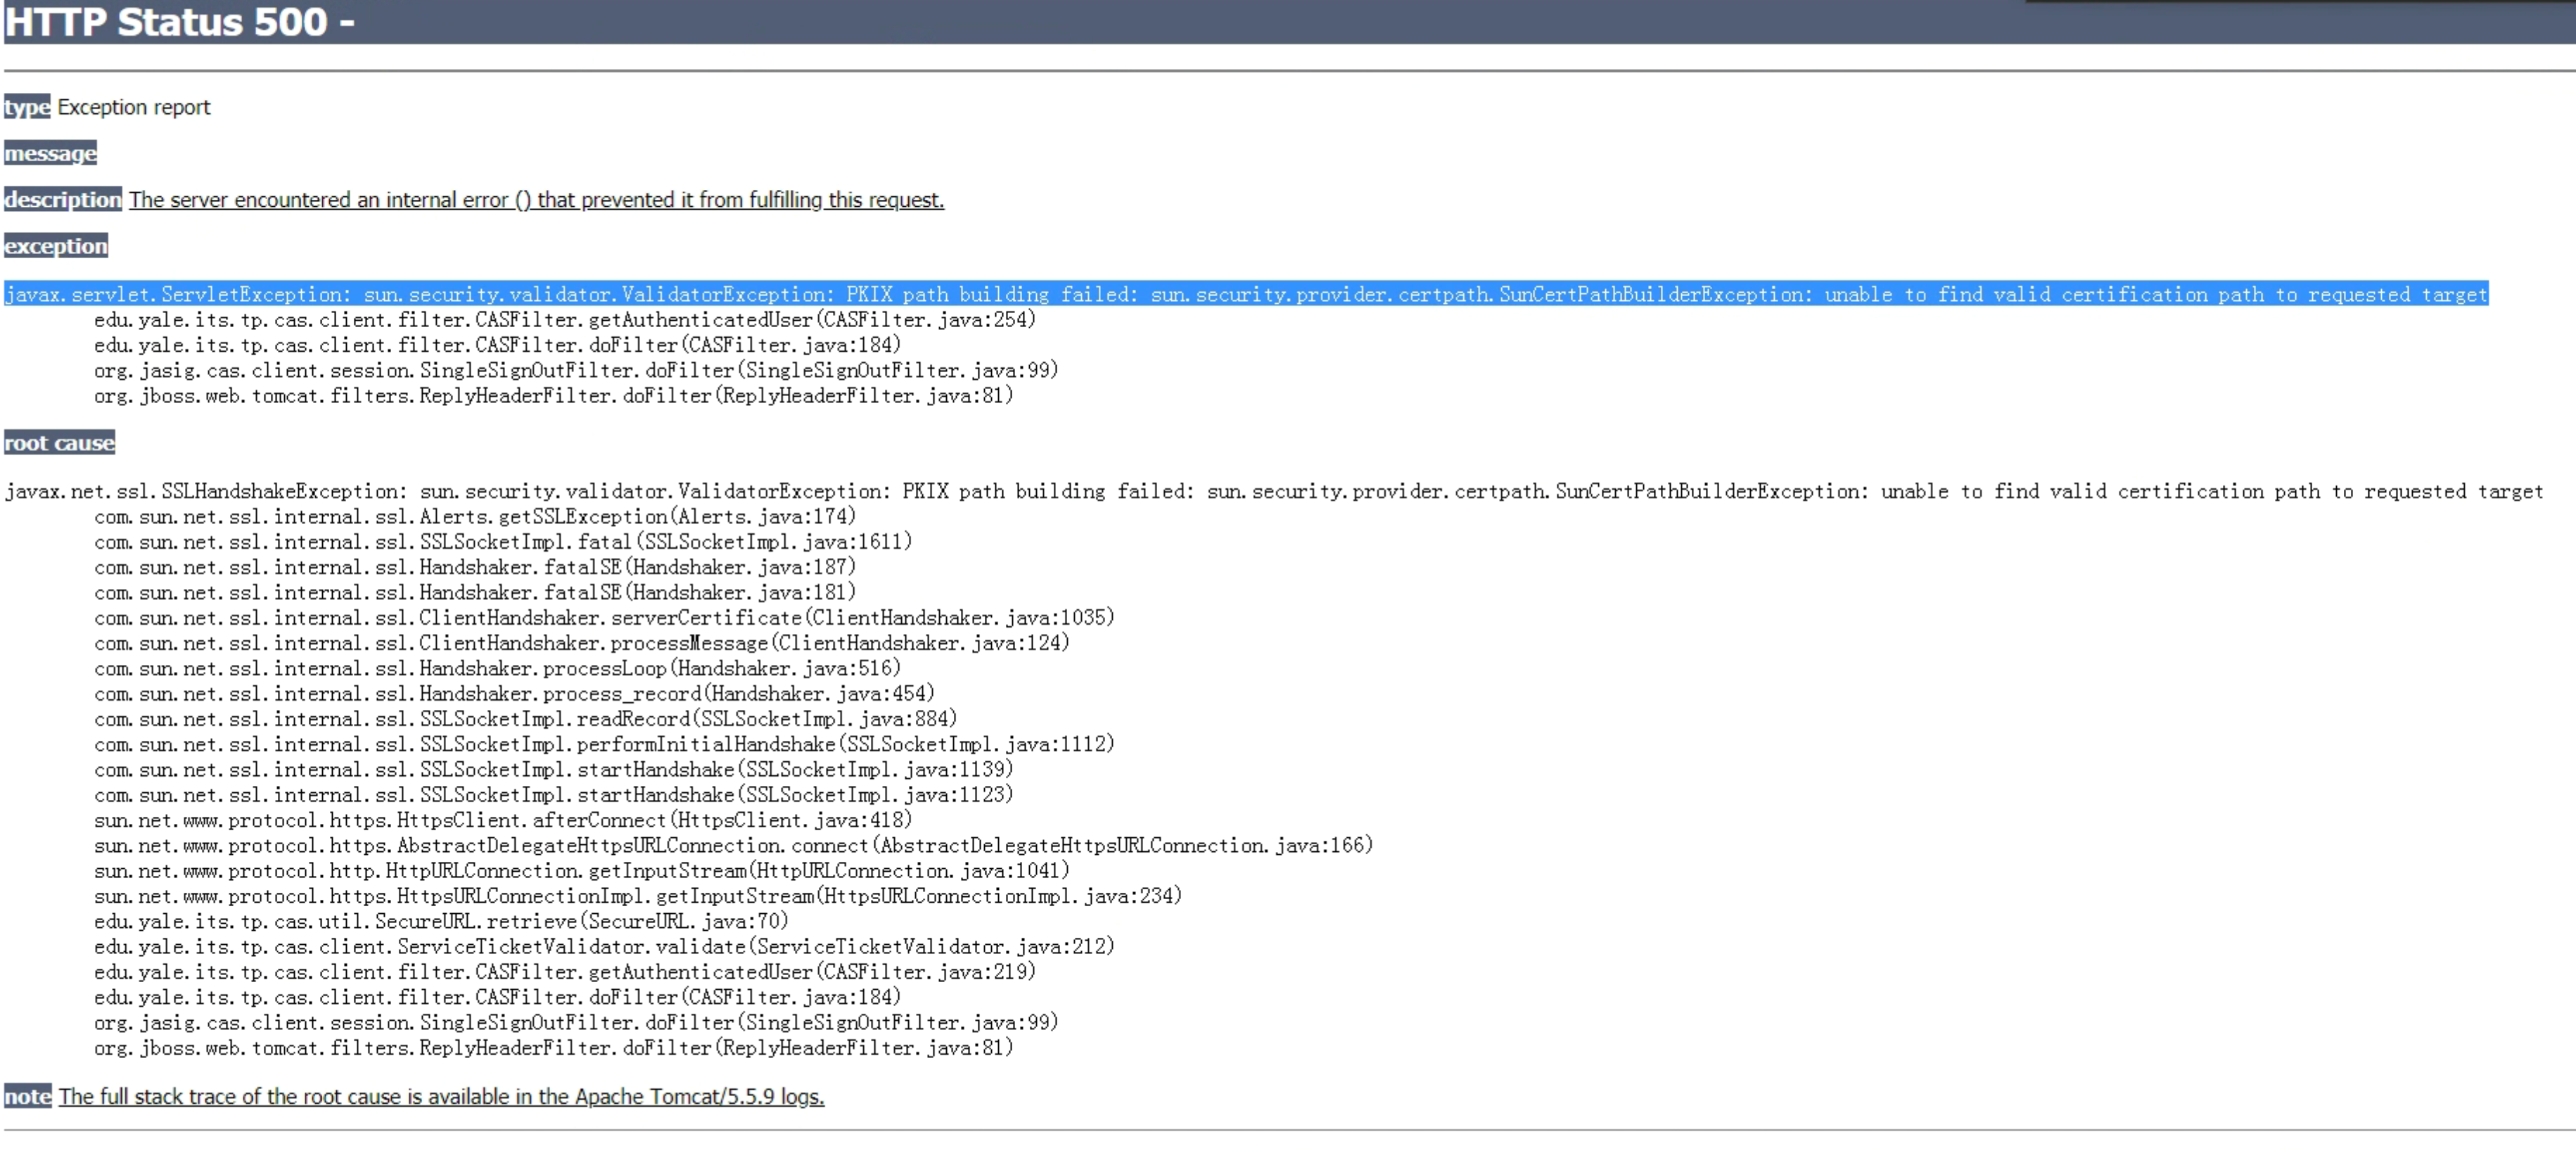 HTTP Status 500 -
type Exception report
message
description The server encountered an internal error () that prevented it from fulfilling this request.
exception
javax.servlet.ServletException: sun.security.validator.ValidatorException: PKIX path building failed: sun.security.provider.certpath.SunCertPathBuilderException: unable to find valid certification path to requested target
edu.yale.its.tp.cas.client.filter.CASFilter.getAuthenticatedUser(CASFilter.java:254)
edu.yale.its.tp.cas.client.filter.CASFilter.doFilter(CASFilter.java:184)
org.jasig.cas.client.session.SingleSignOutFilter.doFilter(SingleSignOutFilter.java:99)
org.jboss.web.tomcat.filters.ReplyHeaderFilter.doFilter(ReplyHeaderFilter.java:81)
root cause
javax.net.ssl.SSLHandshakeException: sun.security.validator.ValidatorException: PKIX path building failed: sun.security.provider.certpath.SunCertPathBuilderException: unable to find valid certification path to requested target
com.sun.net.ssl.internal.ssl.Alerts.getSSLException(Alerts.java:174)
com.sun.net.ssl.internal.ssl.SSLSocketImpl.fatal(SSLSocketImpl.java:1611)
com.sun.net.ssl.internal.ssl.Handshaker.fatalSE(Handshaker.java:187)
com.sun.net.ssl.internal.ssl.Handshaker.fatalSE(Handshaker.java:181)
com.sun.net.ssl.internal.ssl.ClientHandshaker.serverCertificate(ClientHandshaker.java:1035)
com.sun.net.ssl.internal.ssl.ClientHandshaker.processMessage(ClientHandshaker.java:124)
com.sun.net.ssl.internal.ssl.Handshaker.processLoop(Handshaker.java:516)
com.sun.net.ssl.internal.ssl.Handshaker.process_record(Handshaker.java:454)
com.sun.net.ssl.internal.ssl.SSLSocketImpl.readRecord(SSLSocketImpl.java:884)
com.sun.net.ssl.internal.ssl.SSLSocketImpl.performInitialHandshake(SSLSocketImpl.java:1112)
com.sun.net.ssl.internal.ssl.SSLSocketImpl.startHandshake(SSLSocketImpl.java:1139)
com.sun.net.ssl.internal.ssl.SSLSocketImpl.startHandshake(SSLSocketImpl.java:1123)
sun.net.www.protocol.https.HttpsClient.afterConnect(HttpsClient.java:418)
sun.net.www.protocol.https.AbstractDelegateHttpsURLConnection.connect(AbstractDelegateHttpsURLConnection.java:166)
sun.net.www.protocol.http.HttpURLConnection.getInputStream(HttpURLConnection.java:1041)
sun.net.www.protocol.https.HttpsURLConnectionImpl.getInputStream(HttpsURLConnectionImpl.java:234)
edu.yale.its.tp.cas.util.SecureURL.retrieve(SecureURL.java:70)
edu.yale.its.tp.cas.client.ServiceTicketValidator.validate(ServiceTicketValidator.java:212)
edu.yale.its.tp.cas.client.filter.CASFilter.getAuthenticatedUser(CASFilter.java:219)
edu.yale.its.tp.cas.client.filter.CASFilter.doFilter(CASFilter.java:184)
org.jasig.cas.client.session.SingleSignOutFilter.doFilter(SingleSignOutFilter.java:99)
org.jboss.web.tomcat.filters.ReplyHeaderFilter.doFilter(ReplyHeaderFilter.java:81)
note The full stack trace of the root cause is available in the Apache Tomcat/5.5.9 logs.